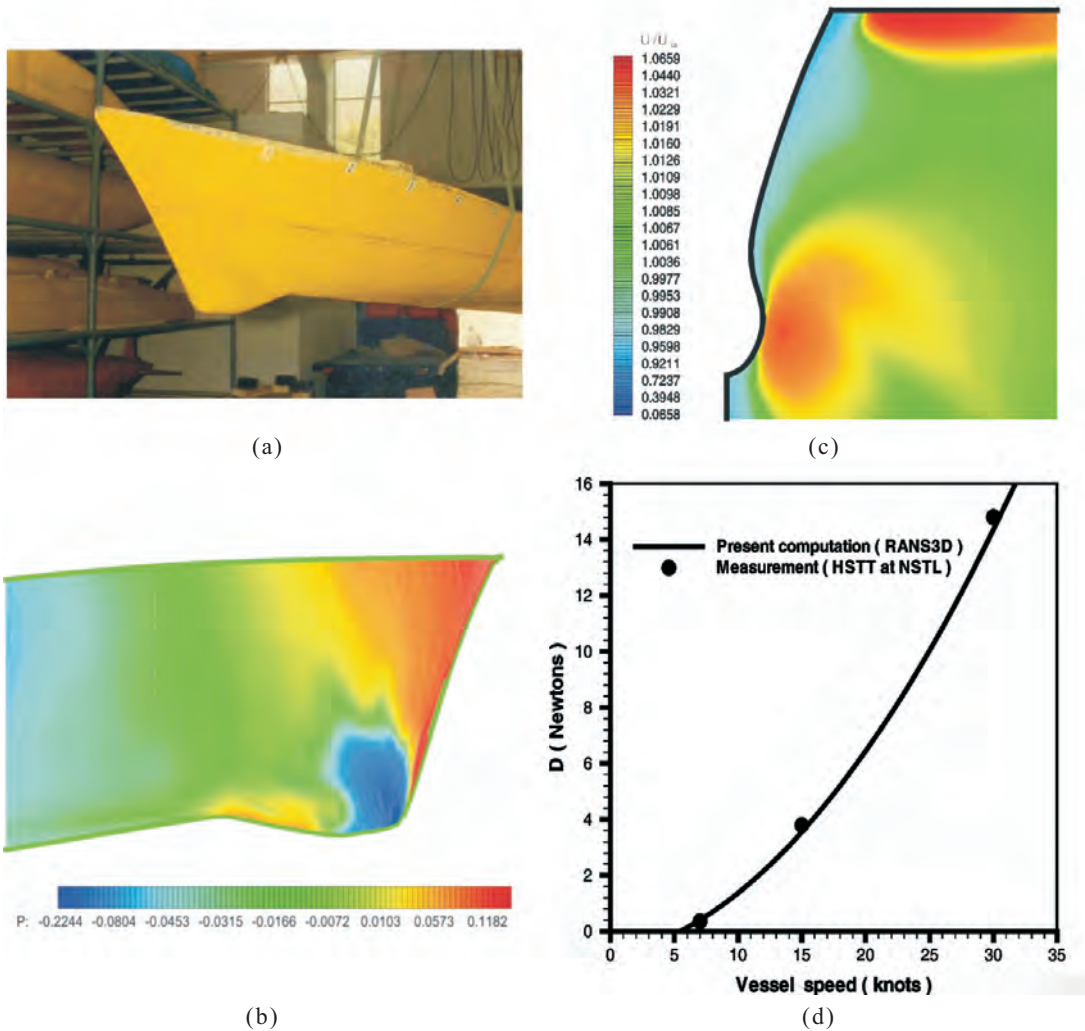 U/U∞
1.0659
1.0440
1.0326
1.0229
1.0191
1.0160
1.0126
1.0109
1.0098
1.0085
1.0067
1.0061
1.0036
0.9977
0.9953
0.9908
0.9829
0.9598
0.9211
0.7237
0.3948
0.0658
(a)
(c)
P: -0.2244 -0.0804 -0.0453 -0.0315 -0.0166 -0.0072 0.0103 0.0573 0.1182
(b)
16
14
12
10
8
6
4
2
0
D ( Newtons )
Present computation ( RANS3D )
Measurement ( HSTT at NSTL )
0 5 10 15 20 25 30 35
Vessel speed ( knots )
(d)